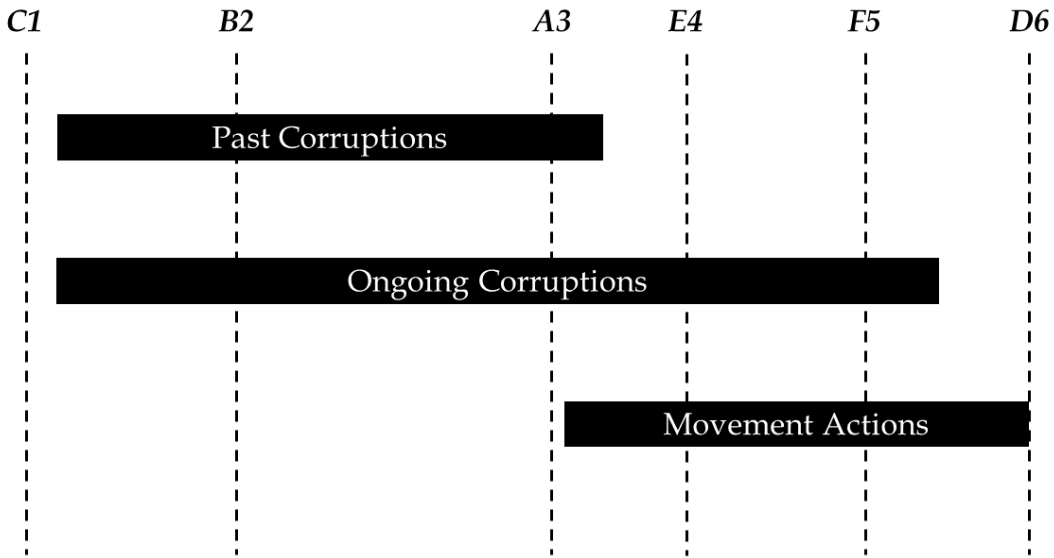 C1 B2 A3 E4 F5 D6
Past Corruptions
Ongoing Corruptions
Movement Actions